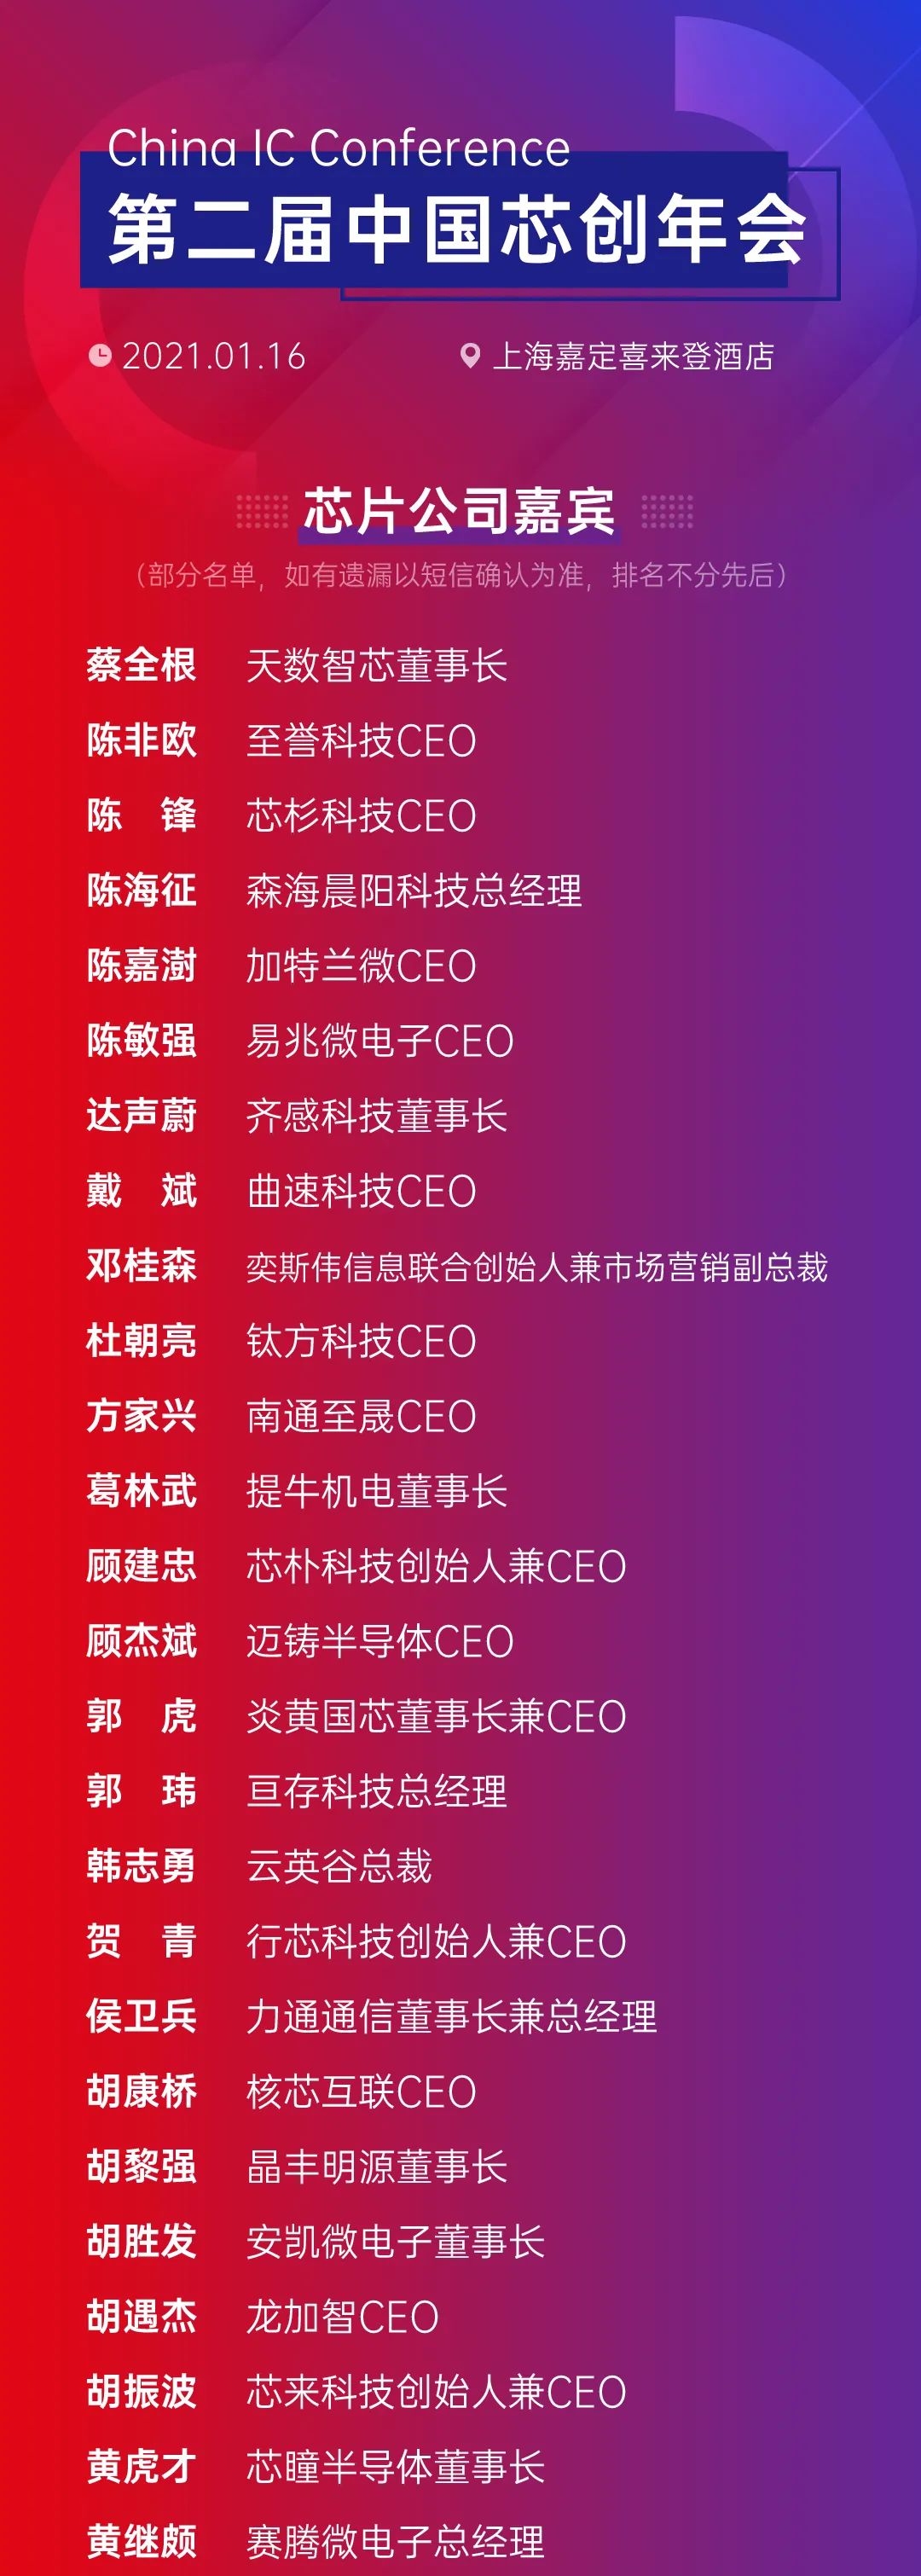 China IC Conference
第二届中国芯创年会
2021.01.16 上海嘉定喜来登酒店
芯片公司嘉宾
（部分名单，如有遗漏以短信确认为准，排名不分先后）
蔡全根 天数智芯董事长
陈非欧 至誉科技CEO
陈 锋 芯杉科技CEO
陈海征 森海晨阳科技总经理
陈嘉澍 加特兰微CEO
陈敏强 易兆微电子CEO
达声蔚 齐感科技董事长
戴 斌 曲速科技CEO
邓桂森 奕斯伟信息联合创始人兼市场营销副总裁
杜朝亮 钛方科技CEO
方家兴 南通至晟CEO
葛林武 提牛机电董事长
顾建忠 芯朴科技创始人兼CEO
顾杰斌 迈铸半导体CEO
郭 虎 炎黄国芯董事长兼CEO
郭 玮 亘存科技总经理
韩志勇 云英谷总裁
贺 青 行芯科技创始人兼CEO
侯卫兵 力通通信董事长兼总经理
胡康桥 核芯互联CEO
胡黎强 晶丰明源董事长
胡胜发 安凯微电子董事长
胡遇杰 龙加智CEO
胡振波 芯来科技创始人兼CEO
黄虎才 芯瞳半导体董事长
黄继颇 赛腾微电子总经理